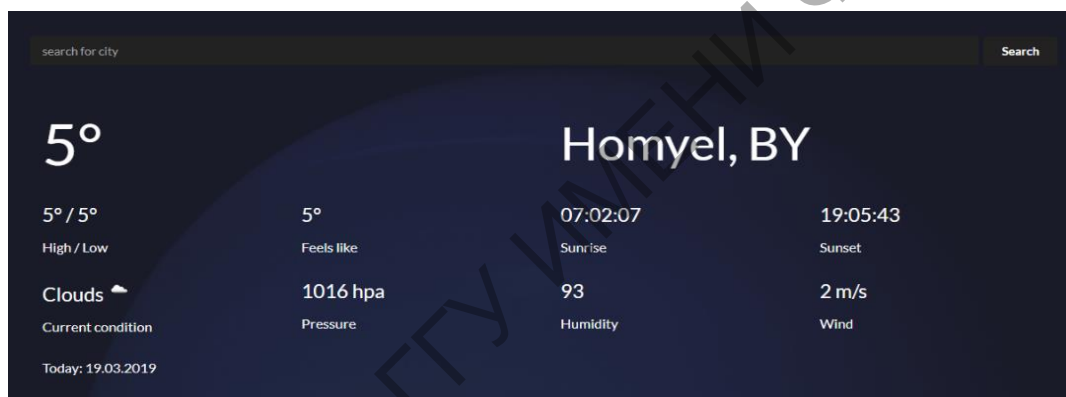 search for city Search
5° Homyel, BY
5° / 5° 5° 07:02:07 19:05:43
High / Low Feels like Sunrise Sunset
Clouds 1016 hpa 93 2 m/s
Current condition Pressure Humidity Wind
Today: 19.03.2019
ГГУ ИМЕНИ